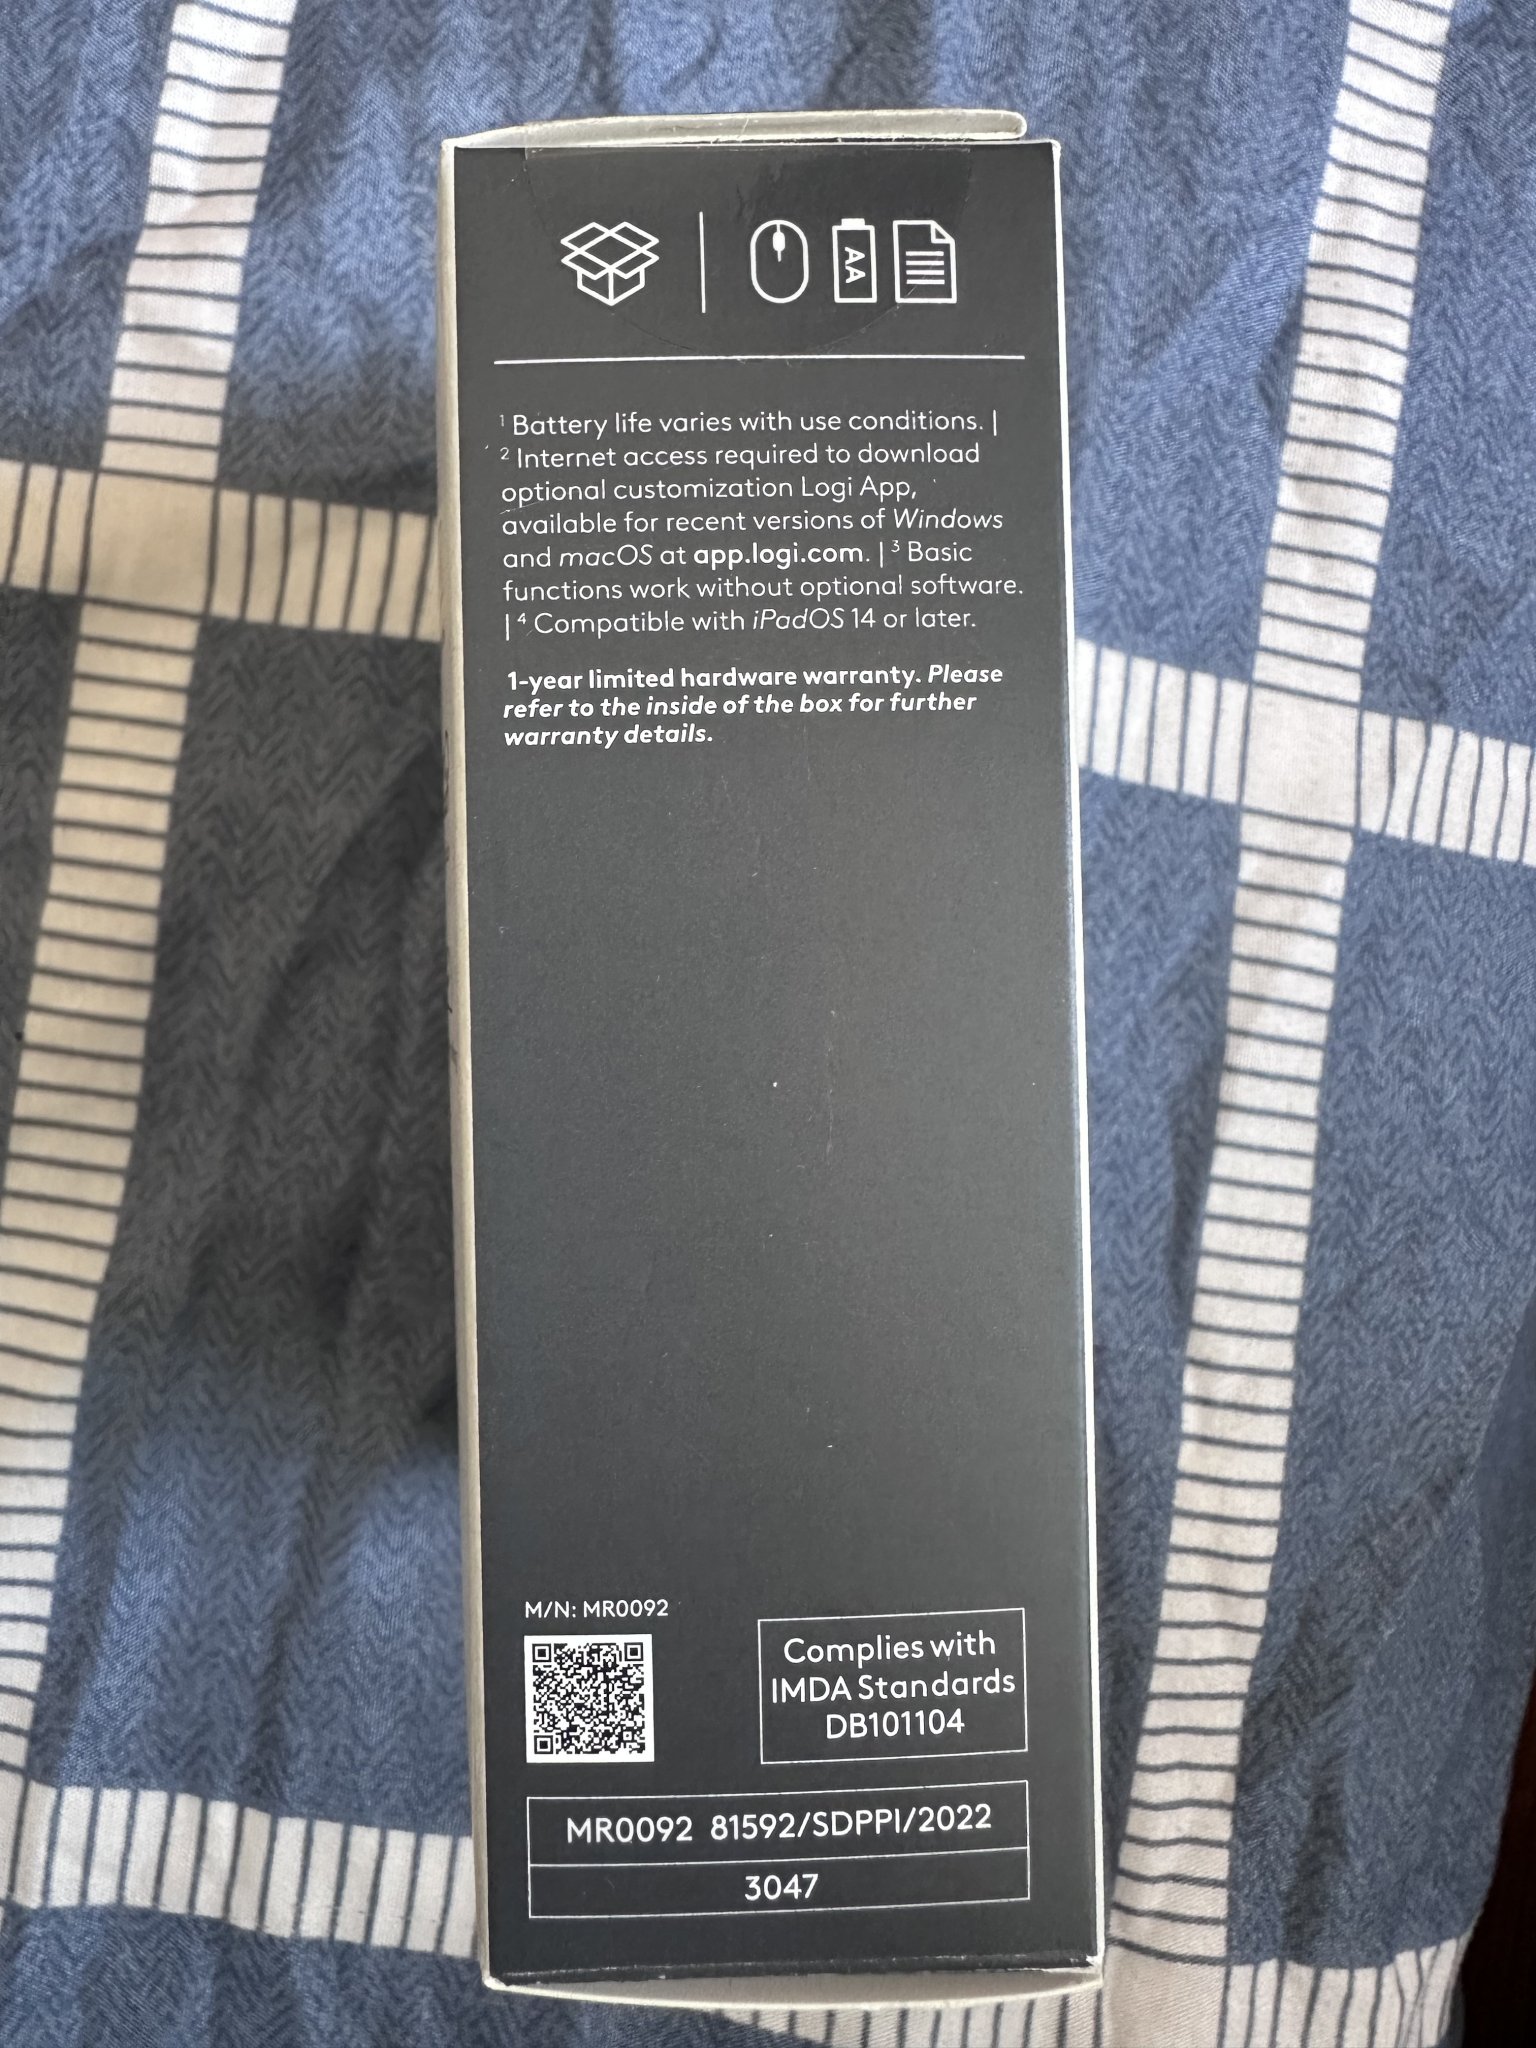 AA
¹ Battery life varies with use conditions. |
² Internet access required to download
optional customization Logi App,
available for recent versions of Windows
and macOS at app.logi.com. | ³ Basic
functions work without optional software.
| ⁴ Compatible with iPadOS 14 or later.
1-year limited hardware warranty. Please
refer to the inside of the box for further
warranty details.
M/N: MR0092
Complies with
IMDA Standards
DB101104
MR0092 81592/SDPPI/2022
3047